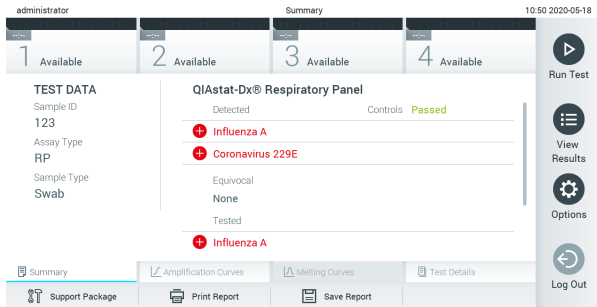 administrator
Summary
10:50 2020-05-18
--:--
--:--
--:--
--:--
1 Available
2 Available
3 Available
4 Available
Run Test
View
Results
Options
Log Out
TEST DATA
Sample ID
123
Assay Type
RP
Sample Type
Swab
QIAstat-Dx® Respiratory Panel
Detected
Controls Passed
Influenza A
Coronavirus 229E
Equivocal
None
Tested
Influenza A
Summary
Amplification Curves
Melting Curves
Test Details
Support Package
Print Report
Save Report